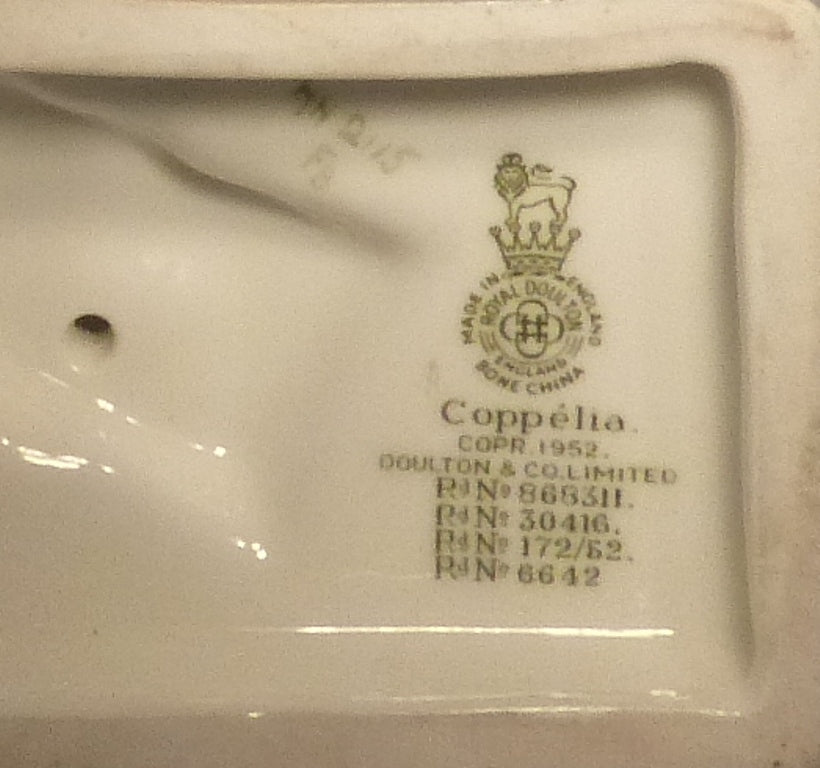 MADE IN ENGLAND
ROYAL DOULTON
ENGLAND
BONE CHINA
Coppélia.
COPR. 1952.
DOULTON & CO. LIMITED
Rd No 868311.
Rd No 30416.
Rd No 172/52.
Rd No 6642